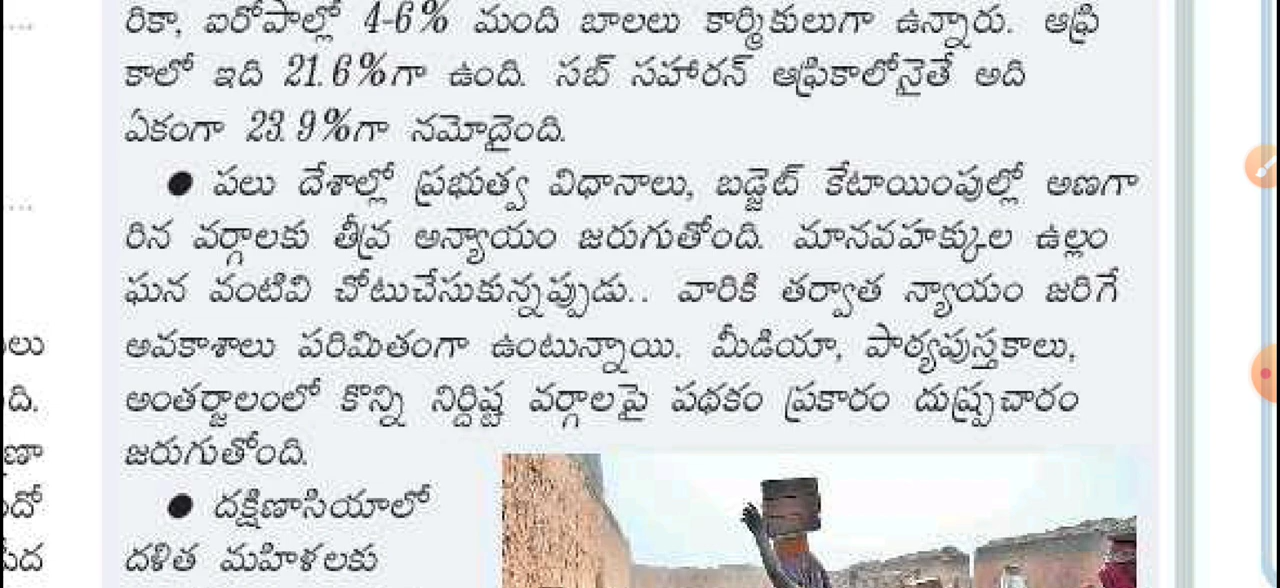 రికా, ఐరోపాల్లో 4-6% మంది బాలలు కార్మికులుగా ఉన్నారు. ఆఫ్రి
కాలో ఇది 21.6%గా ఉంది. సబ్ సహారన్ ఆఫ్రికాలోనైతే అది
ఏకంగా 23.9%గా నమోదైంది.
● పలు దేశాల్లో ప్రభుత్వ విధానాలు, బడ్జెట్ కేటాయింపుల్లో అణగా
రిన వర్గాలకు తీవ్ర అన్యాయం జరుగుతోంది. మానవహక్కుల ఉల్లం
ఘన వంటివి చోటుచేసుకున్నప్పుడు.. వారికి తర్వాత న్యాయం జరిగే
అవకాశాలు పరిమితంగా ఉంటున్నాయి. మీడియా, పాఠ్యపుస్తకాలు,
అంతర్జాలంలో కొన్ని నిర్దిష్ట వర్గాలపై పథకం ప్రకారం దుష్ప్రచారం
జరుగుతోంది.
● దక్షిణాసియాలో
దళిత మహిళలకు
లు
ది.
ణా